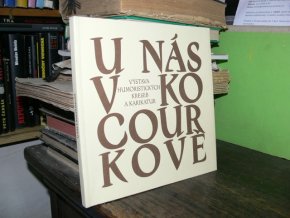 U NÁS
V KO
VÝSTAVA
HUMORISTICKÝCH
KRESEB
A KARIKATUR
COUR
KOVĚ